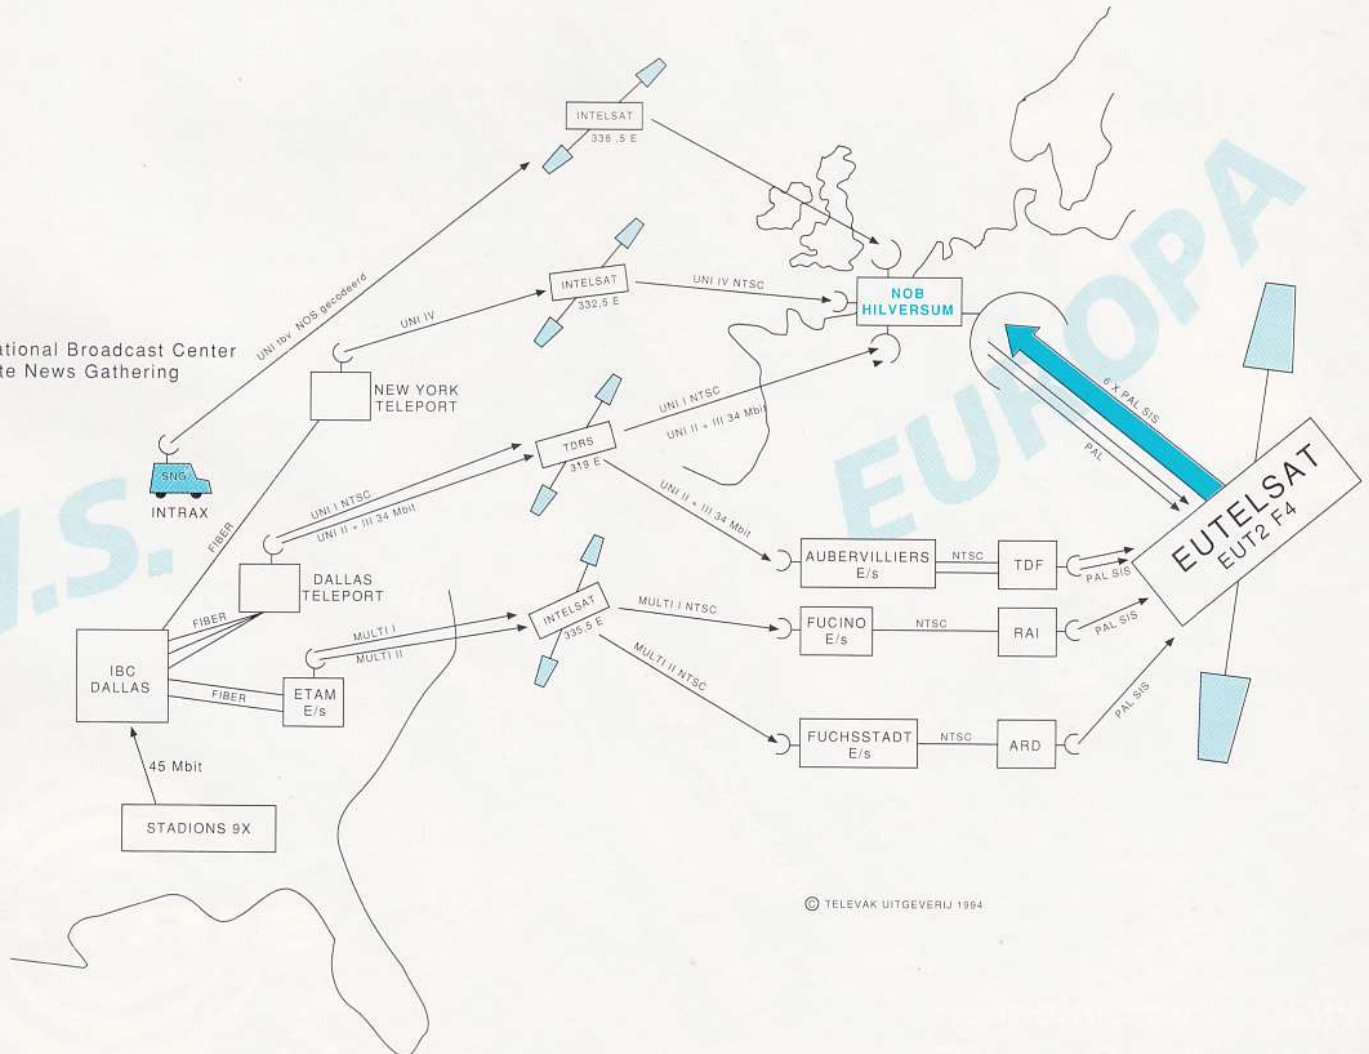 INTELSAT
336,5 E
EUROPA
INTELSAT
332,5 E
UNI IV NTSC
NOB
HILVERSUM
UNI tbv NOS gecodeerd
UNI IV
ational Broadcast Center
te News Gathering
NEW YORK
TELEPORT
TDRS
319 E
UNI I NTSC
UNI II + III 34 Mbit
6 X PAL SIS
PAL
SNG
INTRAX
UNI I NTSC
UNI II + III 34 Mbit
UNI II + III 34 Mbit
EUTELSAT
EUT2 F4
.S.
FIBER
DALLAS
TELEPORT
AUBERVILLIERS
E/s
NTSC
TDF
PAL SIS
FIBER
INTELSAT
335,5 E
MULTI I NTSC
FUCINO
E/s
NTSC
RAI
PAL SIS
IBC
DALLAS
MULTI I
MULTI II
FIBER
ETAM
E/s
MULTI II NTSC
FUCHSSTADT
E/s
NTSC
ARD
PAL SIS
45 Mbit
STADIONS 9X
© TELEVAK UITGEVERIJ 1994